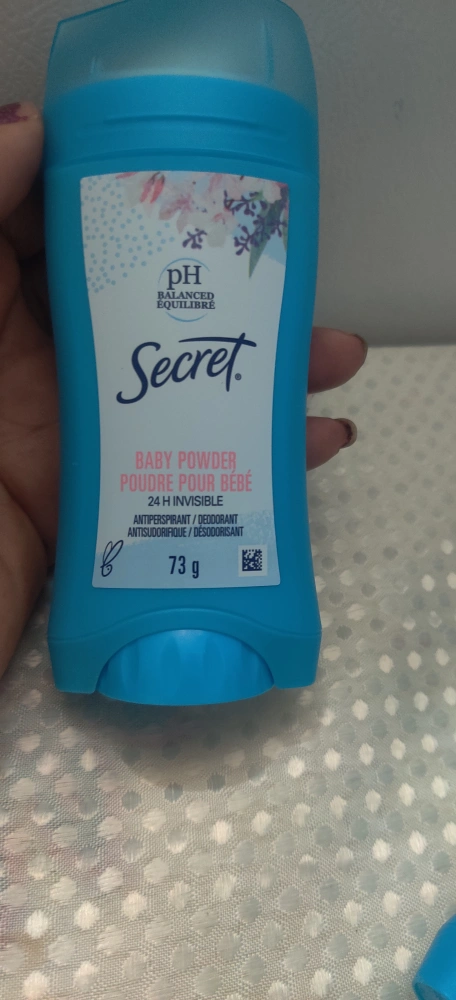 pH
BALANCED
ÉQUILIBRÉ
Secret®
BABY POWDER
POUDRE POUR BÉBÉ
24 H INVISIBLE
ANTIPERSPIRANT / DEODORANT
ANTISUDORIFIQUE / DÉSODORISANT
73 g